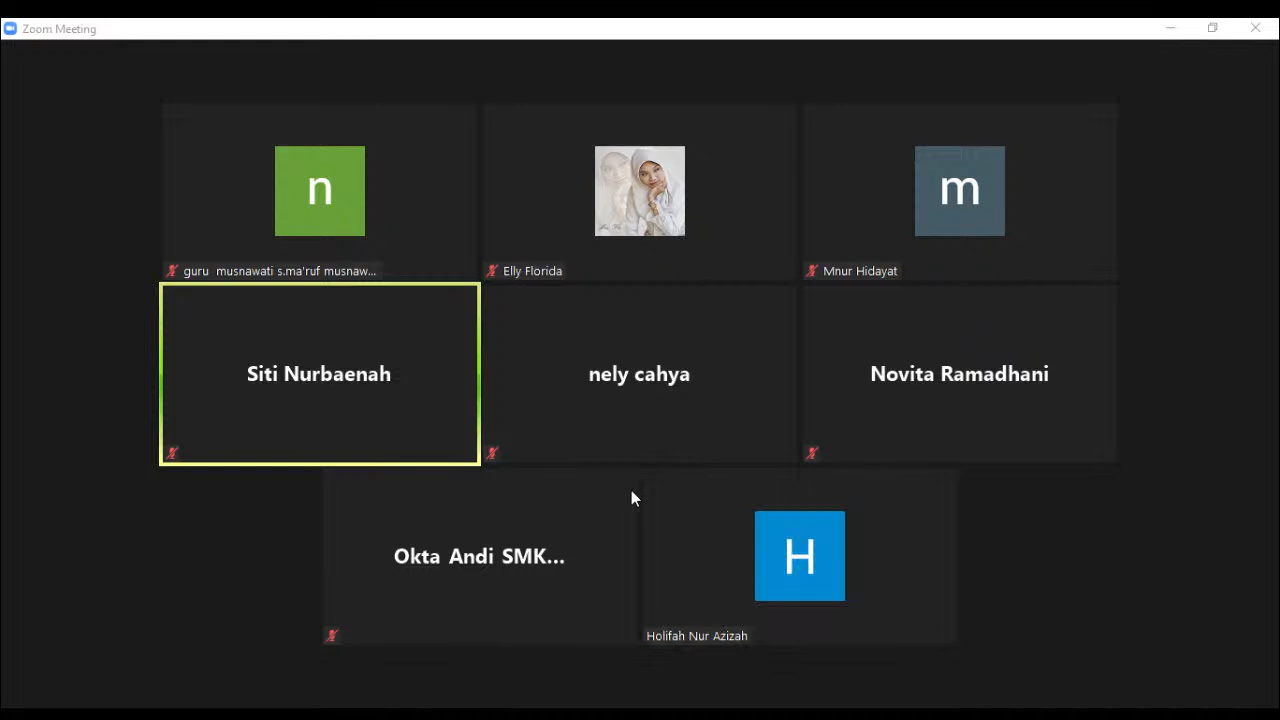 Zoom Meeting
n
m
guru musnawati s.ma'ruf musnaw...
Elly Florida
Mnur Hidayat
Siti Nurbaenah
nely cahya
Novita Ramadhani
Okta Andi SMK...
H
Holifah Nur Azizah